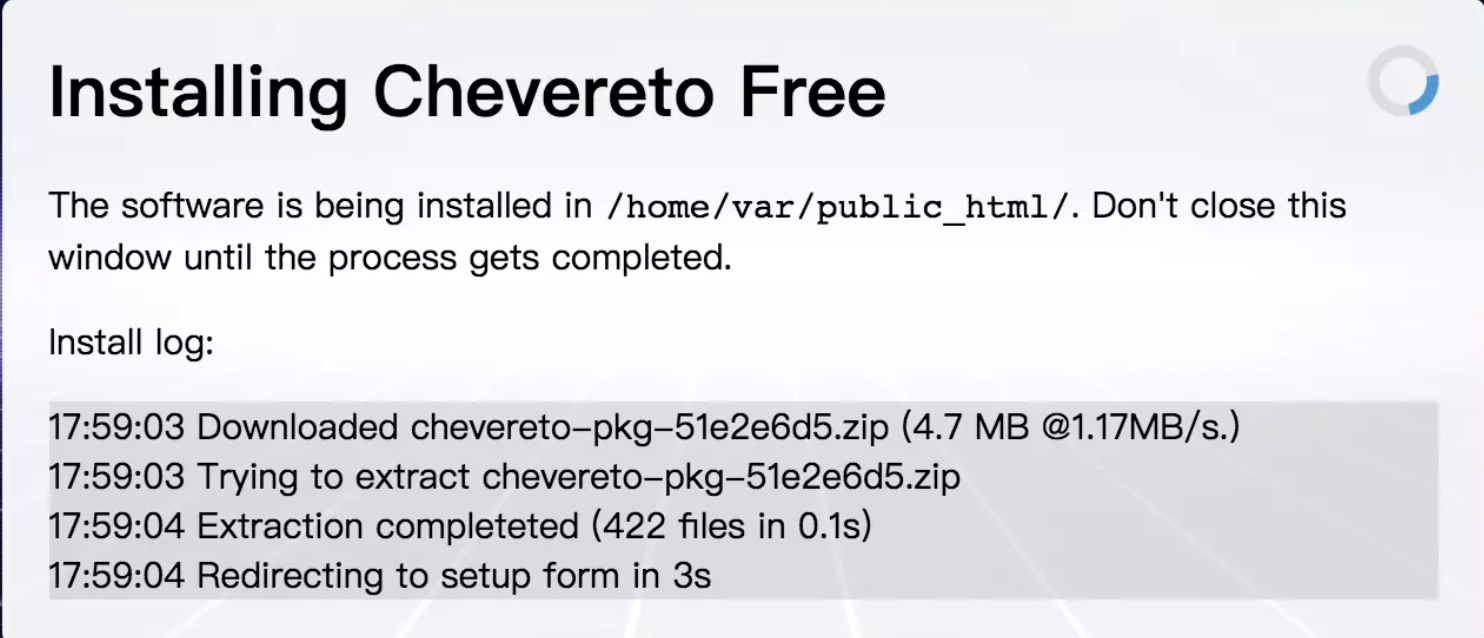 Installing Chevereto Free
The software is being installed in /home/var/public_html/. Don't close this
window until the process gets completed.
Install log:
17:59:03 Downloaded chevereto-pkg-51e2e6d5.zip (4.7 MB @1.17MB/s.)
17:59:03 Trying to extract chevereto-pkg-51e2e6d5.zip
17:59:04 Extraction completeted (422 files in 0.1s)
17:59:04 Redirecting to setup form in 3s